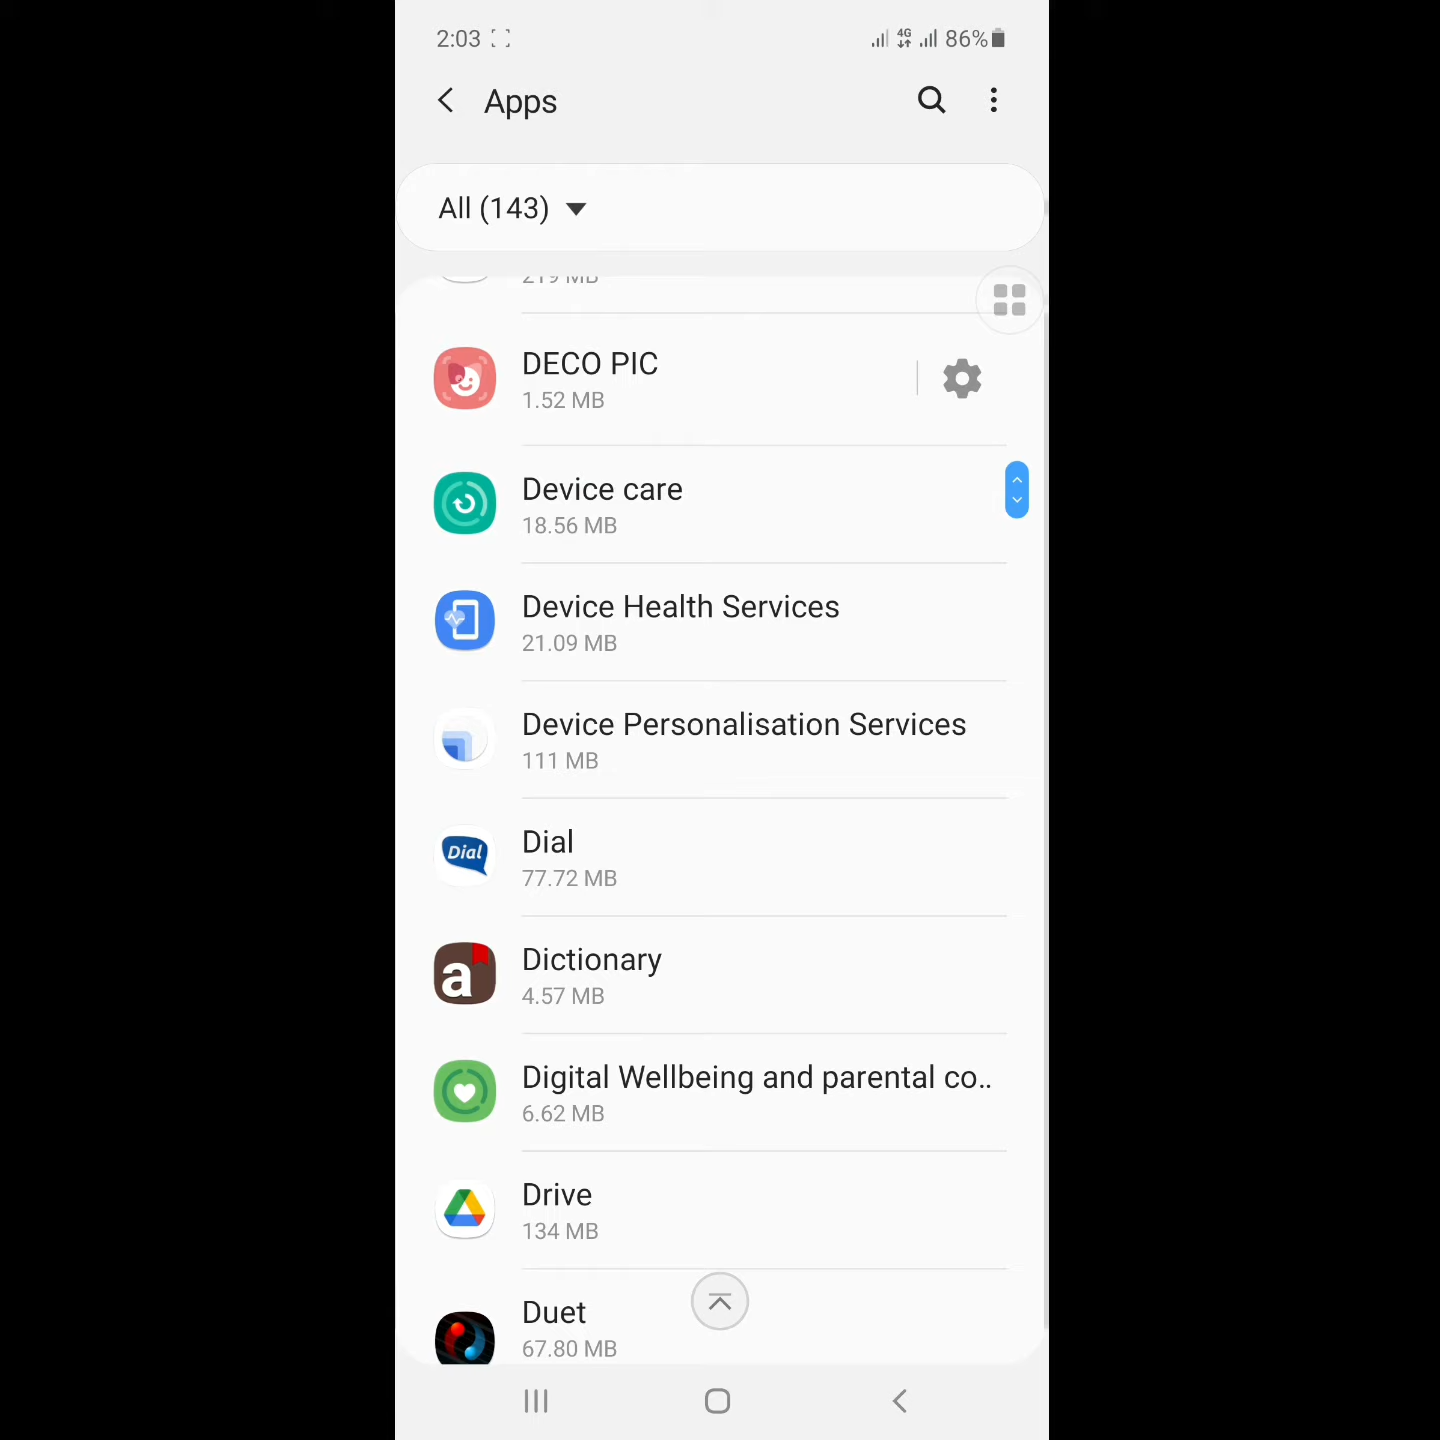 2:03
4G
86%
Apps
All (143)
219 MB
DECO PIC
1.52 MB
Device care
18.56 MB
Device Health Services
21.09 MB
Device Personalisation Services
111 MB
Dial
Dial
77.72 MB
a
Dictionary
4.57 MB
Digital Wellbeing and parental co..
6.62 MB
Drive
134 MB
Duet
67.80 MB